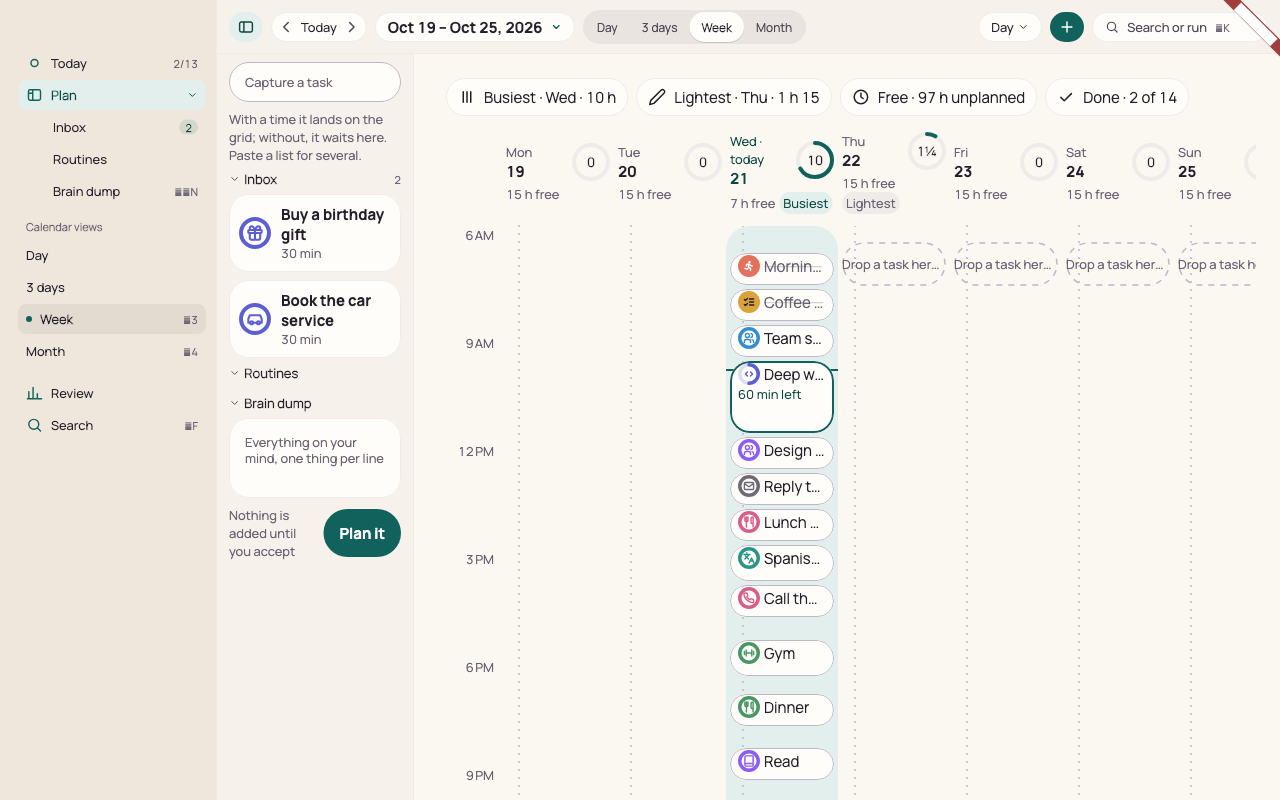 Today 2/13
Plan
Inbox 2
Routines
Brain dump N
Calendar views
Day
3 days
Week 3
Month 4
Review
Search F
Today
Oct 19 – Oct 25, 2026
Day 3 days Week Month
Day
Search or run K
Capture a task
With a time it lands on the
grid; without, it waits here.
Paste a list for several.
Inbox 2
Buy a birthday
gift
30 min
Book the car
service
30 min
Routines
Brain dump
Everything on your
mind, one thing per line
Nothing is
added until
you accept
Plan it
Busiest · Wed · 10 h
Lightest · Thu · 1 h 15
Free · 97 h unplanned
Done · 2 of 14
Mon
19
0
15 h free
Tue
20
0
15 h free
Wed ·
today
21
10
7 h free Busiest
Thu
22
1¼
15 h free
Lightest
Fri
23
0
15 h free
Sat
24
0
15 h free
Sun
25
15 h free
6 AM
9 AM
12 PM
3 PM
6 PM
9 PM
Mornin…
Coffee …
Team s…
Deep w…
60 min left
Design …
Reply t…
Lunch …
Spanis…
Call th…
Gym
Dinner
Read
Drop a task her…
Drop a task her…
Drop a task her…
Drop a task h